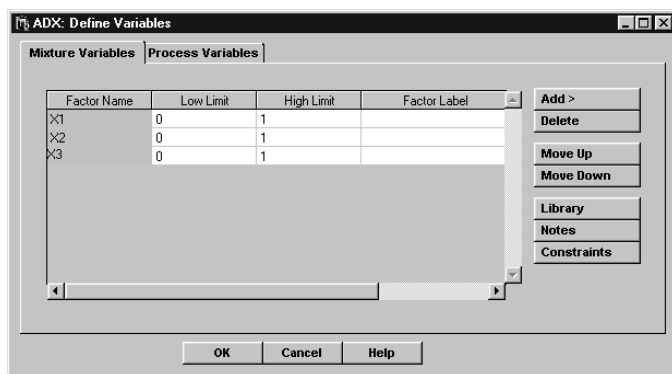 ADX: Define Variables
Mixture Variables Process Variables
Factor Name Low Limit High Limit Factor Label
X1 0 1
X2 0 1
X3 0 1
Add >
Delete
Move Up
Move Down
Library
Notes
Constraints
OK Cancel Help